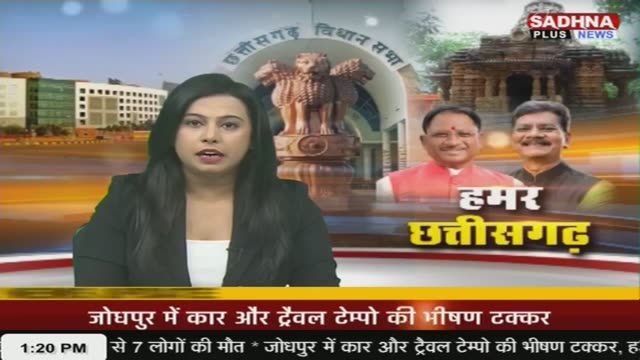 SADHNA
PLUS NEWS
छत्तीसगढ़ विधान सभा
हमर
छत्तीसगढ़
जोधपुर में कार और ट्रैवल टेम्पो की भीषण टक्कर
1:20 PM से 7 लोगों की मौत * जोधपुर में कार और ट्रैवल टेम्पो की भीषण टक्कर, ह